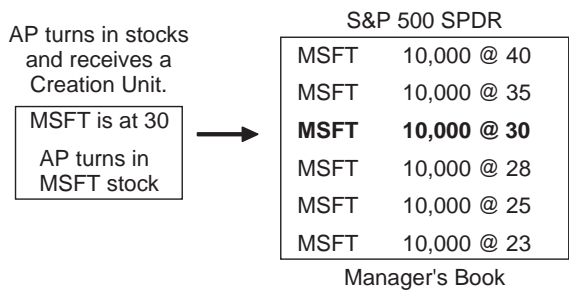 AP turns in stocks
and receives a
Creation Unit.
MSFT is at 30
AP turns in
MSFT stock
S&P 500 SPDR
MSFT 10,000 @ 40
MSFT 10,000 @ 35
MSFT 10,000 @ 30
MSFT 10,000 @ 28
MSFT 10,000 @ 25
MSFT 10,000 @ 23
Manager's Book